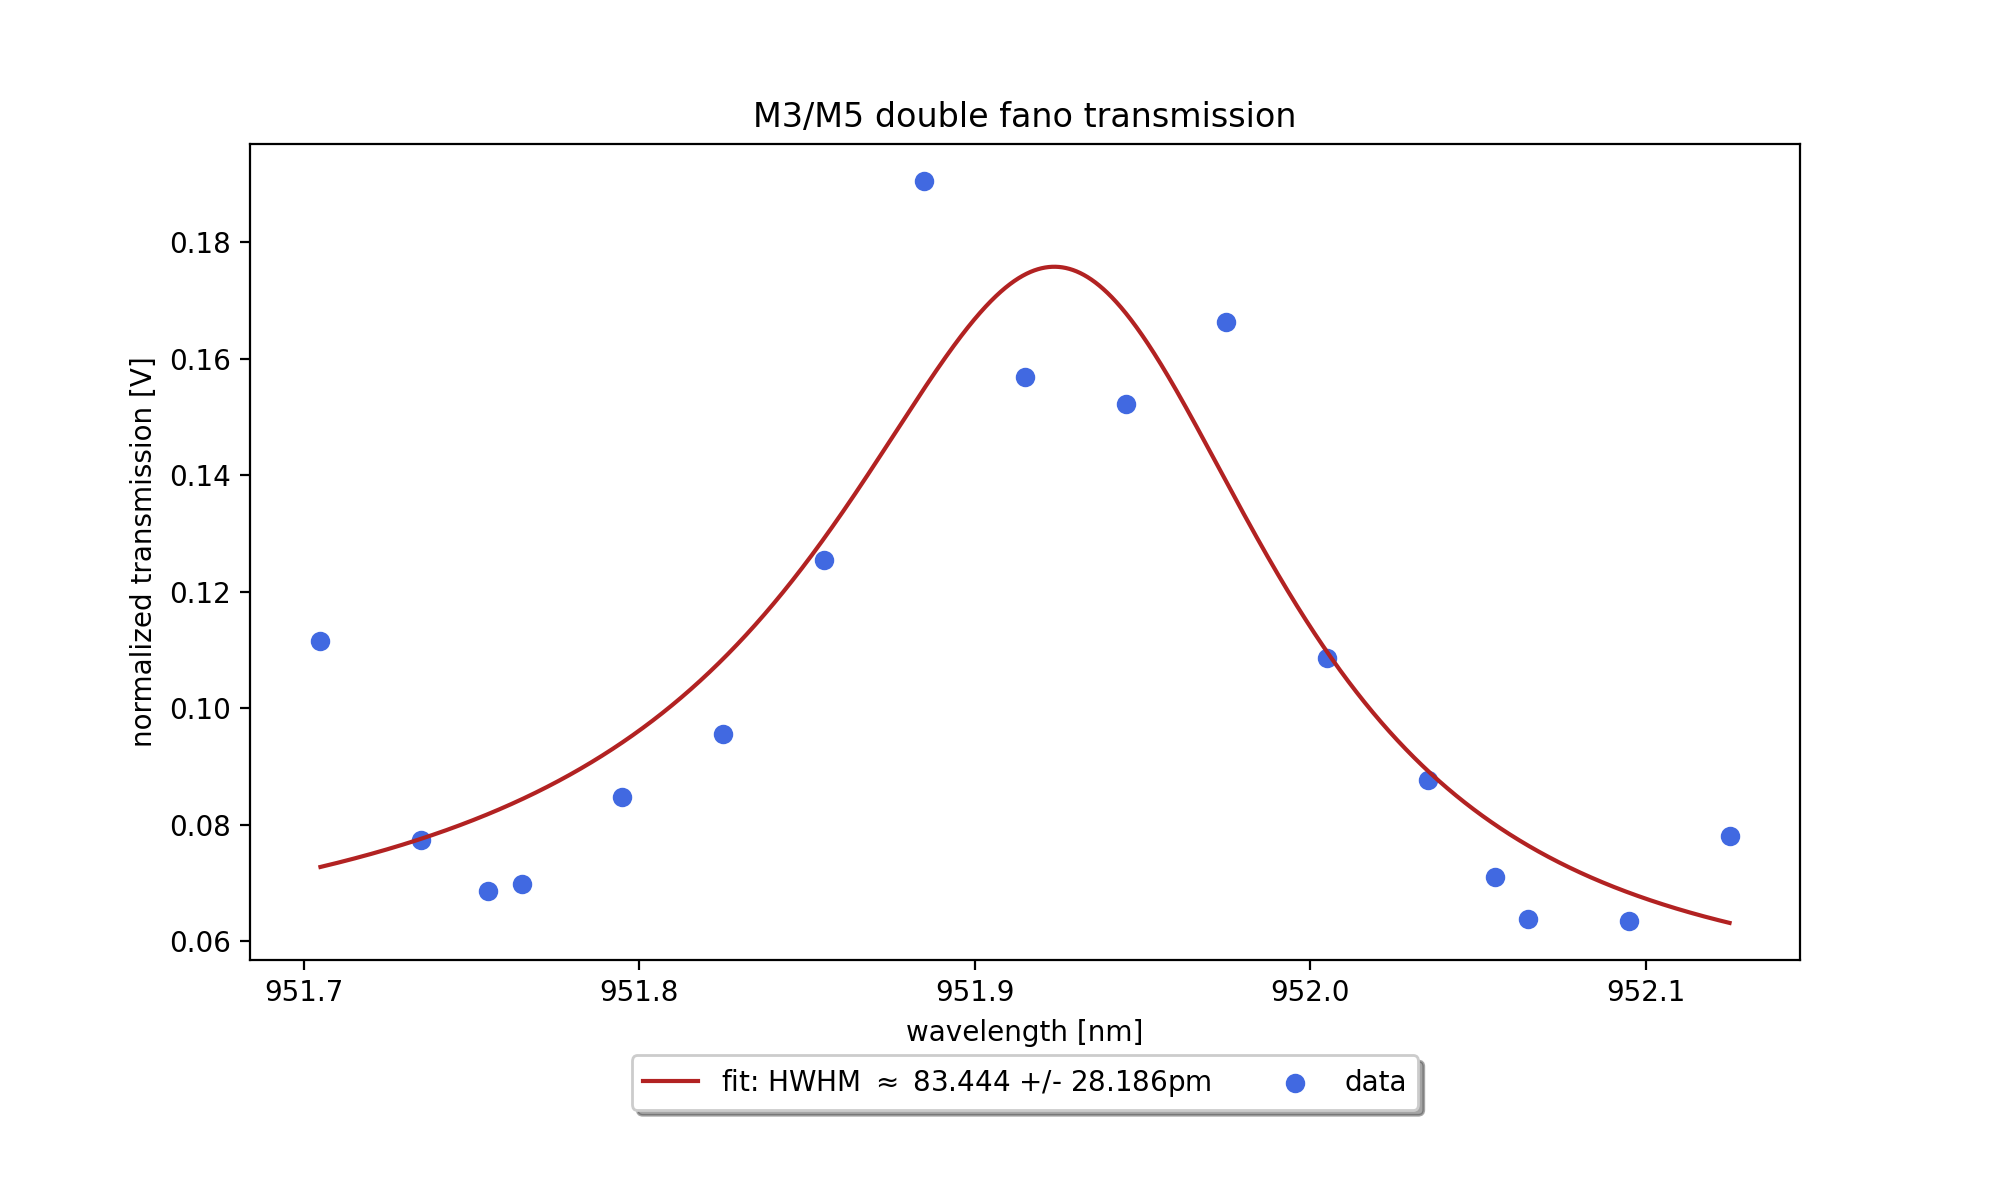 M3/M5 double fano transmission
normalized transmission [V]
0.18
0.16
0.14
0.12
0.10
0.08
0.06
951.7 951.8 951.9 952.0 952.1
wavelength [nm]
fit: HWHM ≈ 83.444 +/- 28.186pm data